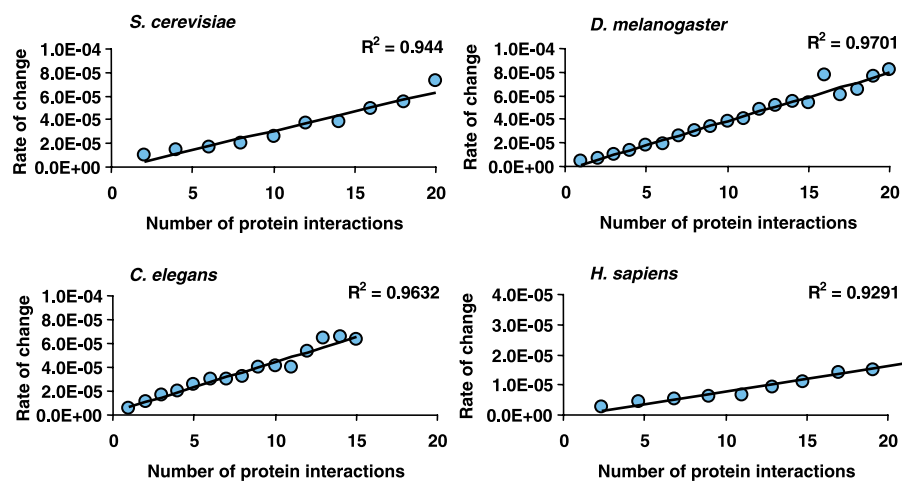 S. cerevisiae
R² = 0.944
Rate of change
1.0E-04
8.0E-05
6.0E-05
4.0E-05
2.0E-05
0.0E+00
0 5 10 15 20
Number of protein interactions
D. melanogaster
R² = 0.9701
Rate of change
1.0E-04
8.0E-05
6.0E-05
4.0E-05
2.0E-05
0.0E+00
0 5 10 15 20
Number of protein interactions
C. elegans
R² = 0.9632
Rate of change
1.0E-04
8.0E-05
6.0E-05
4.0E-05
2.0E-05
0.0E+00
0 5 10 15 20
Number of protein interactions
H. sapiens
R² = 0.9291
Rate of change
4.0E-05
3.0E-05
2.0E-05
1.0E-05
0.0E+00
0 5 10 15 20
Number of protein interactions